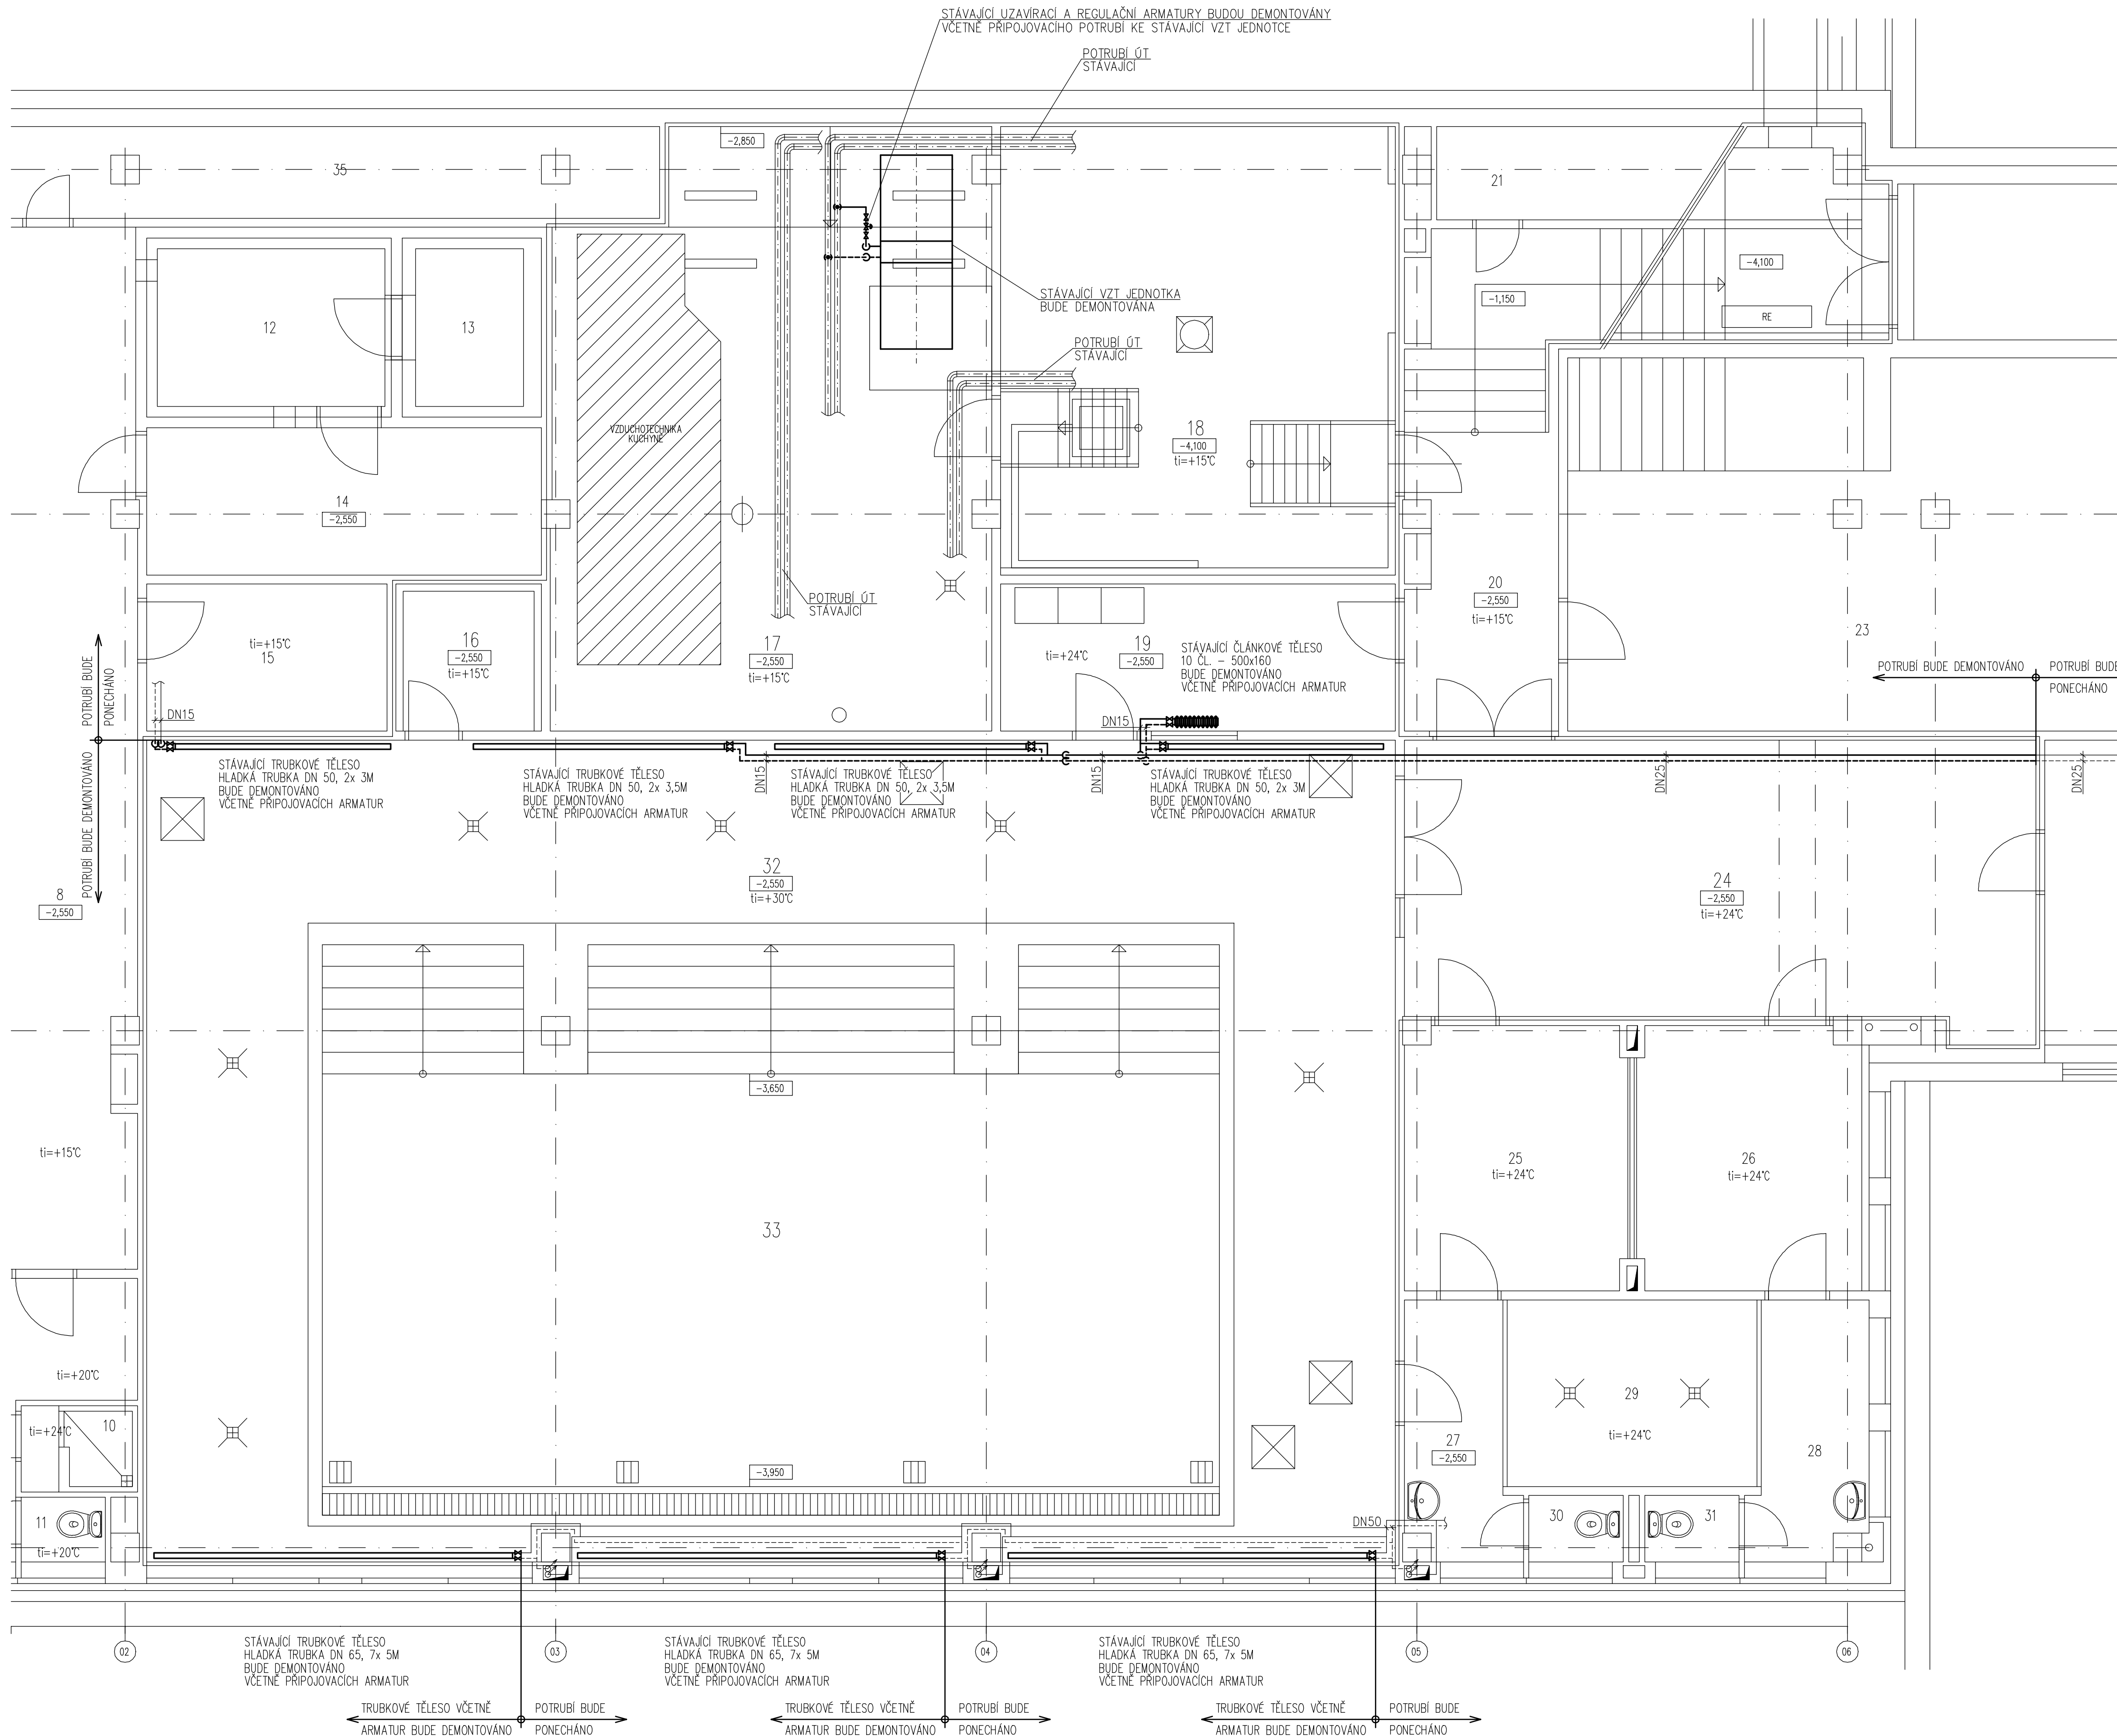 STÁVAJÍCÍ UZAVÍRACÍ A REGULAČNÍ ARMATURY BUDOU DEMONTOVÁNY
VČETNĚ PŘIPOJOVACÍHO POTRUBÍ KE STÁVAJÍCÍ VZT JEDNOTCE
POTRUBÍ ÚT
STÁVAJÍCÍ
-2,850
35
21
-4,100
-1,150
RE
STÁVAJÍCÍ VZT JEDNOTKA
BUDE DEMONTOVÁNA
12
13
POTRUBÍ ÚT
STÁVAJÍCÍ
VZDUCHOTECHNIKA
KUCHYNĚ
18
-4,100
ti=+15°C
14
-2,550
20
-2,550
ti=+15°C
POTRUBÍ ÚT
STÁVAJÍCÍ
23
ti=+15°C
15
16
-2,550
ti=+15°C
17
-2,550
ti=+15°C
ti=+24°C
19
-2,550
STÁVAJÍCÍ ČLÁNKOVÉ TĚLESO
10 ČL. - 500x160
BUDE DEMONTOVÁNO
VČETNĚ PŘIPOJOVACÍCH ARMATUR
POTRUBÍ BUDE DEMONTOVÁNO
POTRUBÍ BUDE
PONECHÁNO
POTRUBÍ BUDE
PONECHÁNO
POTRUBÍ BUDE DEMONTOVÁNO
DN15
DN15
STÁVAJÍCÍ TRUBKOVÉ TĚLESO
HLADKÁ TRUBKA DN 50, 2x 3M
BUDE DEMONTOVÁNO
VČETNĚ PŘIPOJOVACÍCH ARMATUR
STÁVAJÍCÍ TRUBKOVÉ TĚLESO
HLADKÁ TRUBKA DN 50, 2x 3,5M
BUDE DEMONTOVÁNO
VČETNĚ PŘIPOJOVACÍCH ARMATUR
DN15
STÁVAJÍCÍ TRUBKOVÉ TĚLESO
HLADKÁ TRUBKA DN 50, 2x 3,5M
BUDE DEMONTOVÁNO
VČETNĚ PŘIPOJOVACÍCH ARMATUR
DN15
STÁVAJÍCÍ TRUBKOVÉ TĚLESO
HLADKÁ TRUBKA DN 50, 2x 3M
BUDE DEMONTOVÁNO
VČETNĚ PŘIPOJOVACÍCH ARMATUR
DN25
DN25
8
-2,550
32
-2,550
ti=+30°C
24
-2,550
ti=+24°C
-3,650
ti=+15°C
25
ti=+24°C
26
ti=+24°C
33
ti=+20°C
29
ti=+24°C
10
ti=+24°C
27
-2,550
28
-3,950
11
ti=+20°C
DN50
30
31
02
03
04
05
06
STÁVAJÍCÍ TRUBKOVÉ TĚLESO
HLADKÁ TRUBKA DN 65, 7x 5M
BUDE DEMONTOVÁNO
VČETNĚ PŘIPOJOVACÍCH ARMATUR
STÁVAJÍCÍ TRUBKOVÉ TĚLESO
HLADKÁ TRUBKA DN 65, 7x 5M
BUDE DEMONTOVÁNO
VČETNĚ PŘIPOJOVACÍCH ARMATUR
STÁVAJÍCÍ TRUBKOVÉ TĚLESO
HLADKÁ TRUBKA DN 65, 7x 5M
BUDE DEMONTOVÁNO
VČETNĚ PŘIPOJOVACÍCH ARMATUR
TRUBKOVÉ TĚLESO VČETNĚ
ARMATUR BUDE DEMONTOVÁNO
POTRUBÍ BUDE
PONECHÁNO
TRUBKOVÉ TĚLESO VČETNĚ
ARMATUR BUDE DEMONTOVÁNO
POTRUBÍ BUDE
PONECHÁNO
TRUBKOVÉ TĚLESO VČETNĚ
ARMATUR BUDE DEMONTOVÁNO
POTRUBÍ BUDE
PONECHÁNO